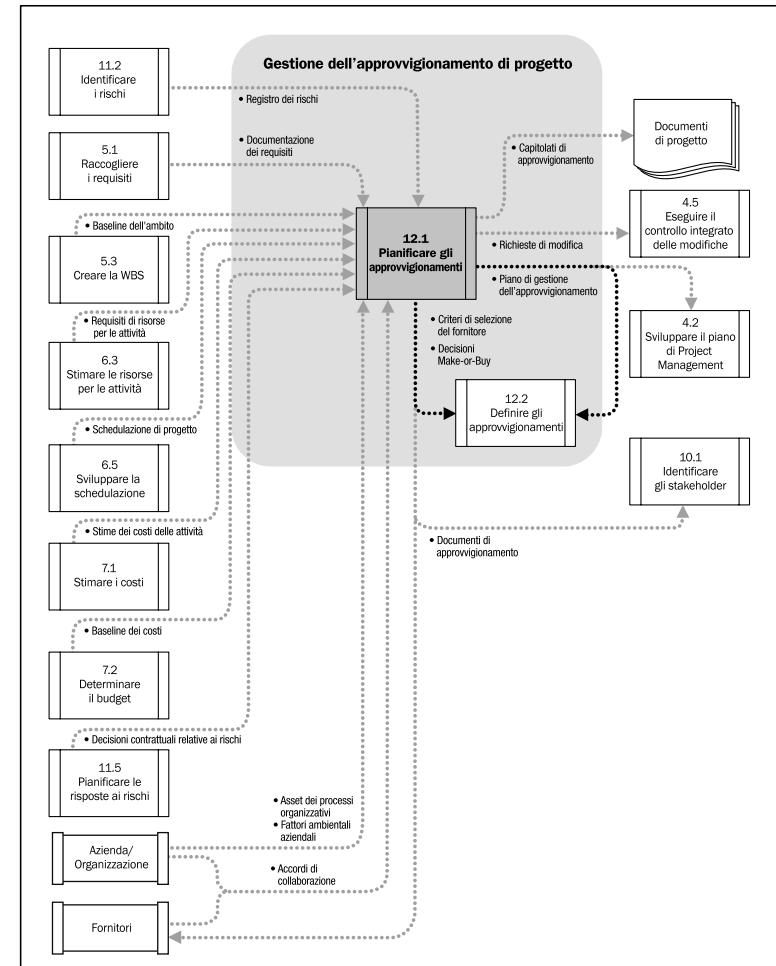 Gestione dell'approvvigionamento di progetto
11.2
Identificare
i rischi
• Registro dei rischi
5.1
Raccogliere
i requisiti
• Documentazione
dei requisiti
• Baseline dell'ambito
5.3
Creare la WBS
• Requisiti di risorse
per le attività
6.3
Stimare le risorse
per le attività
• Schedulazione di progetto
6.5
Sviluppare la
schedulazione
• Stime dei costi delle attività
7.1
Stimare i costi
• Baseline dei costi
7.2
Determinare
il budget
• Decisioni contrattuali relative ai rischi
11.5
Pianificare le
risposte ai rischi
Azienda/
Organizzazione
Fornitori
• Asset dei processi
organizzativi
• Fattori ambientali
aziendali
• Accordi di
collaborazione
12.1
Pianificare gli
approvvigionamenti
• Capitolati di
approvvigionamento
• Richieste di modifica
• Piano di gestione
dell'approvvigionamento
• Criteri di selezione
del fornitore
• Decisioni
Make-or-Buy
12.2
Definire gli
approvvigionamenti
• Documenti di
approvvigionamento
Documenti
di progetto
4.5
Eseguire il
controllo integrato
delle modifiche
4.2
Sviluppare il piano
di Project
Management
10.1
Identificare
gli stakeholder